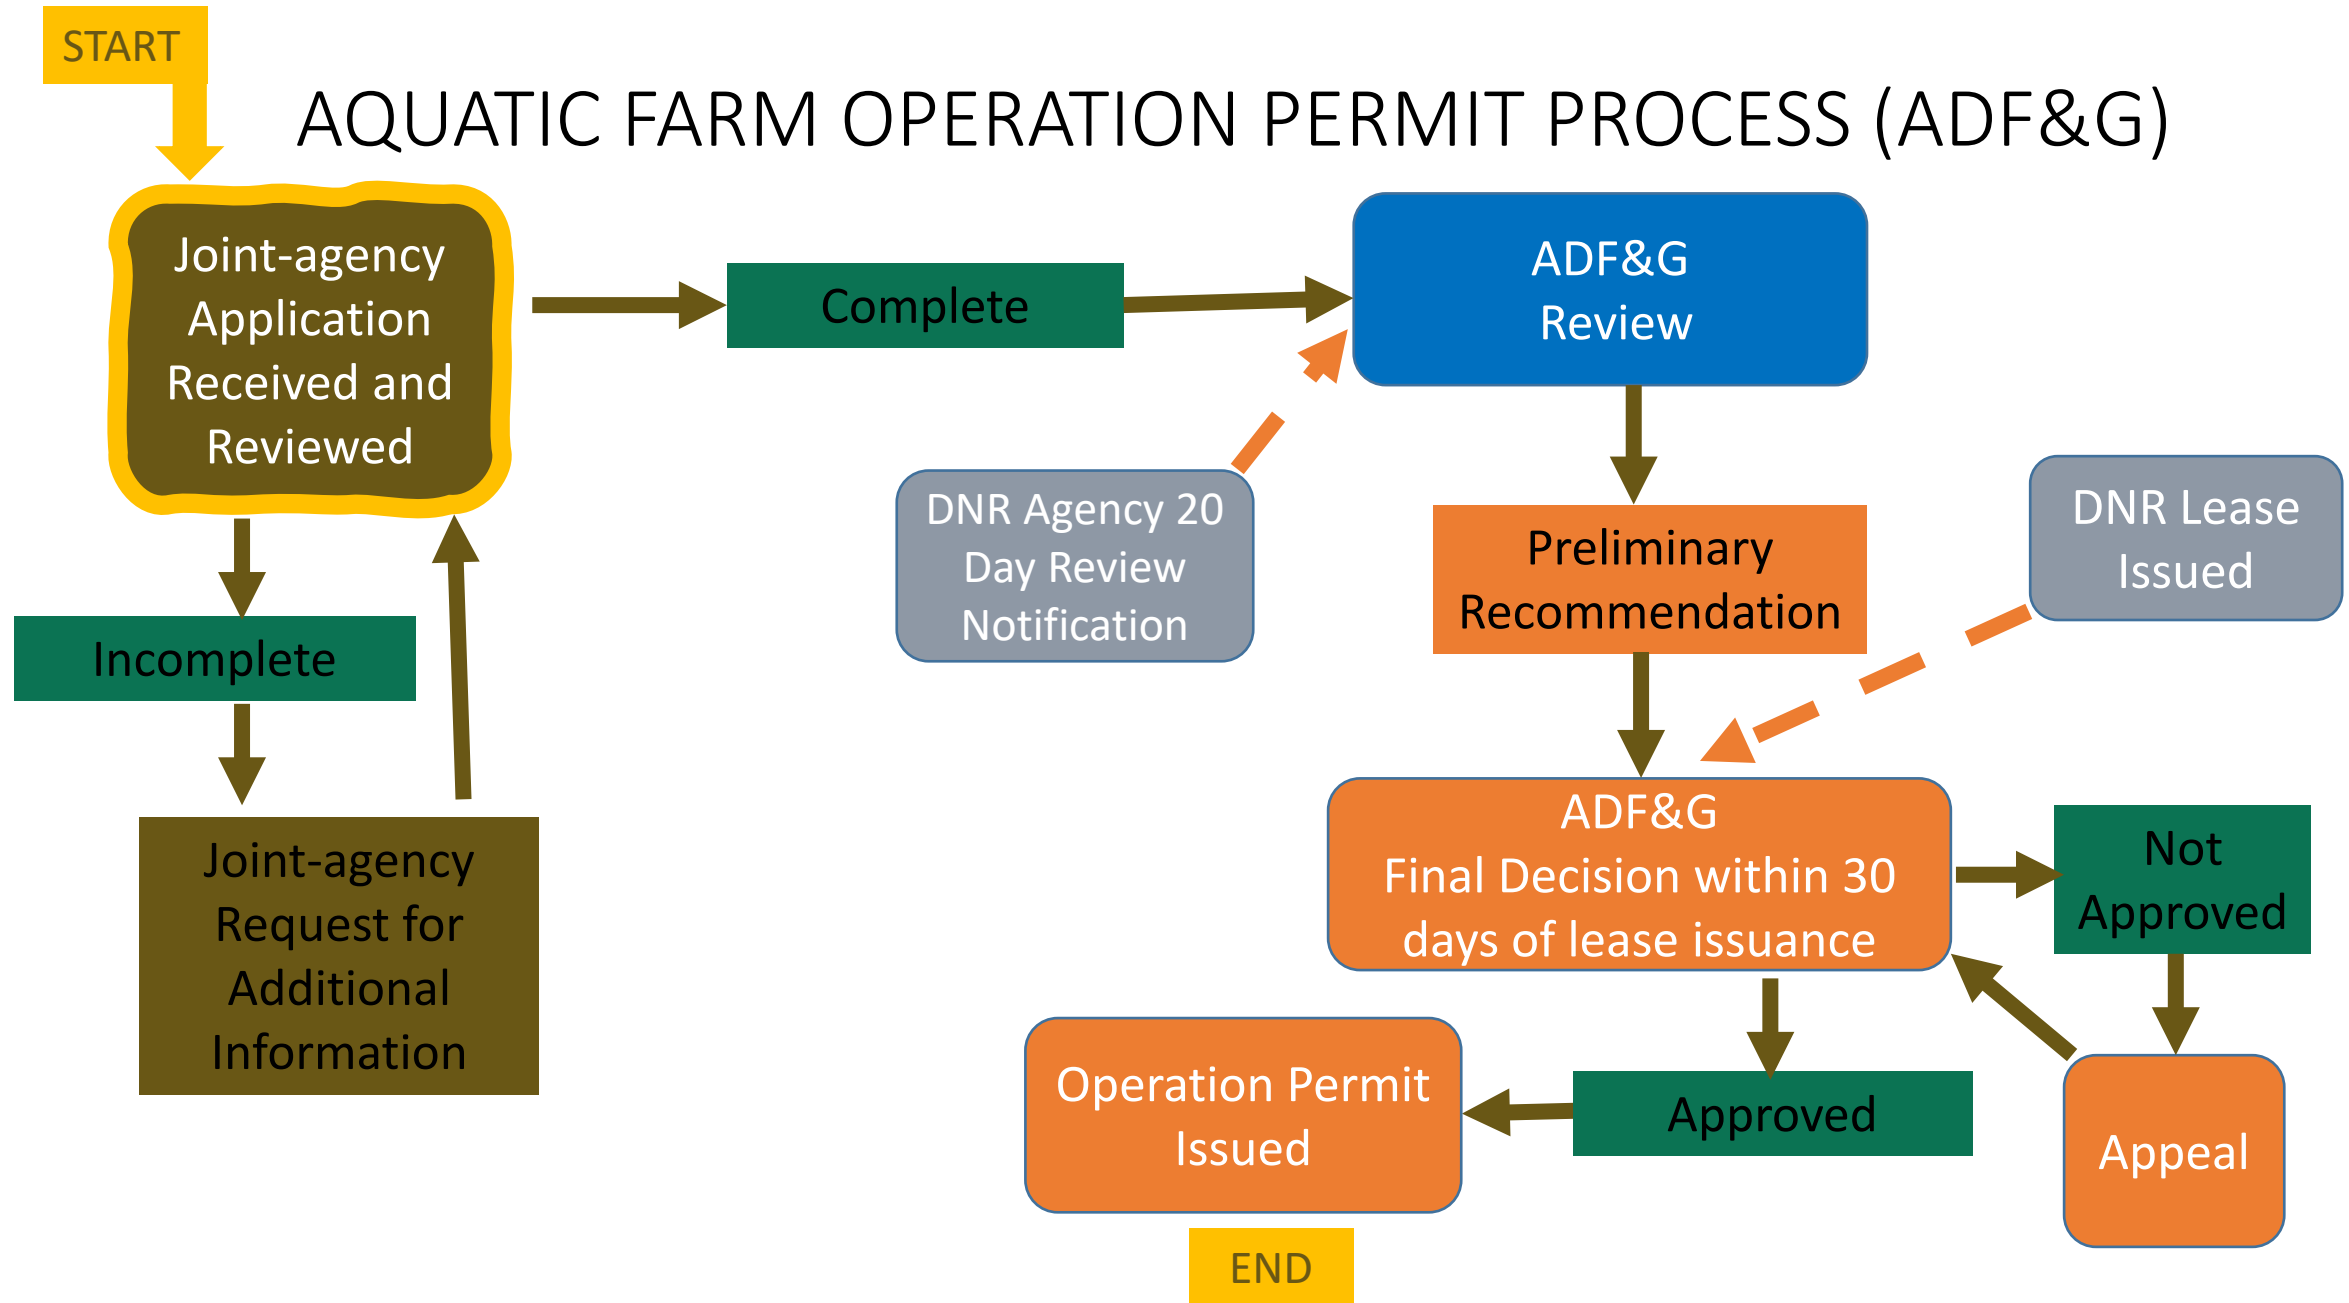 START
AQUATIC FARM OPERATION PERMIT PROCESS (ADF&G)
Joint-agency
Application
Received and
Reviewed
Complete
ADF&G
Review
DNR Agency 20
Day Review
Notification
Preliminary
Recommendation
DNR Lease
Issued
Incomplete
Joint-agency
Request for
Additional
Information
ADF&G
Final Decision within 30
days of lease issuance
Not
Approved
Operation Permit
Issued
Approved
Appeal
END